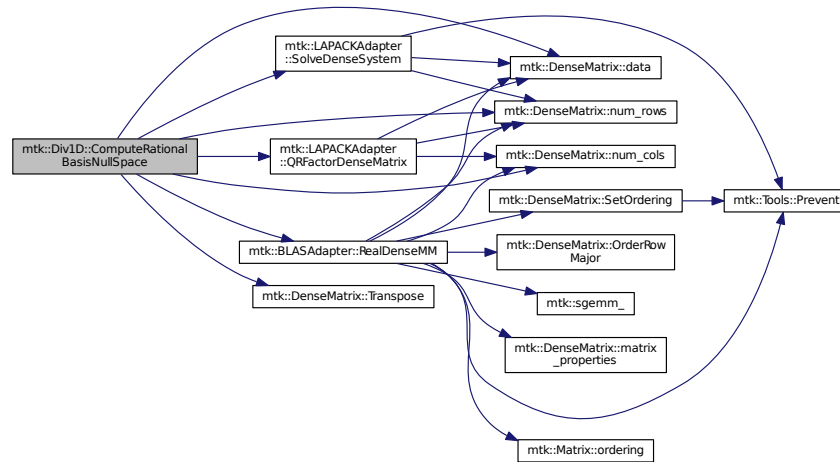 mtk::Div1D::ComputeRational
BasisNullSpace
mtk::LAPACKAdapter
::SolveDenseSystem
mtk::LAPACKAdapter
::QRFactorDenseMatrix
mtk::BLASAdapter::RealDenseMM
mtk::DenseMatrix::Transpose
mtk::DenseMatrix::data
mtk::DenseMatrix::num_rows
mtk::DenseMatrix::num_cols
mtk::DenseMatrix::SetOrdering
mtk::DenseMatrix::OrderRow
Major
mtk::sgemm_
mtk::DenseMatrix::matrix
_properties
mtk::Matrix::ordering
mtk::Tools::Prevent